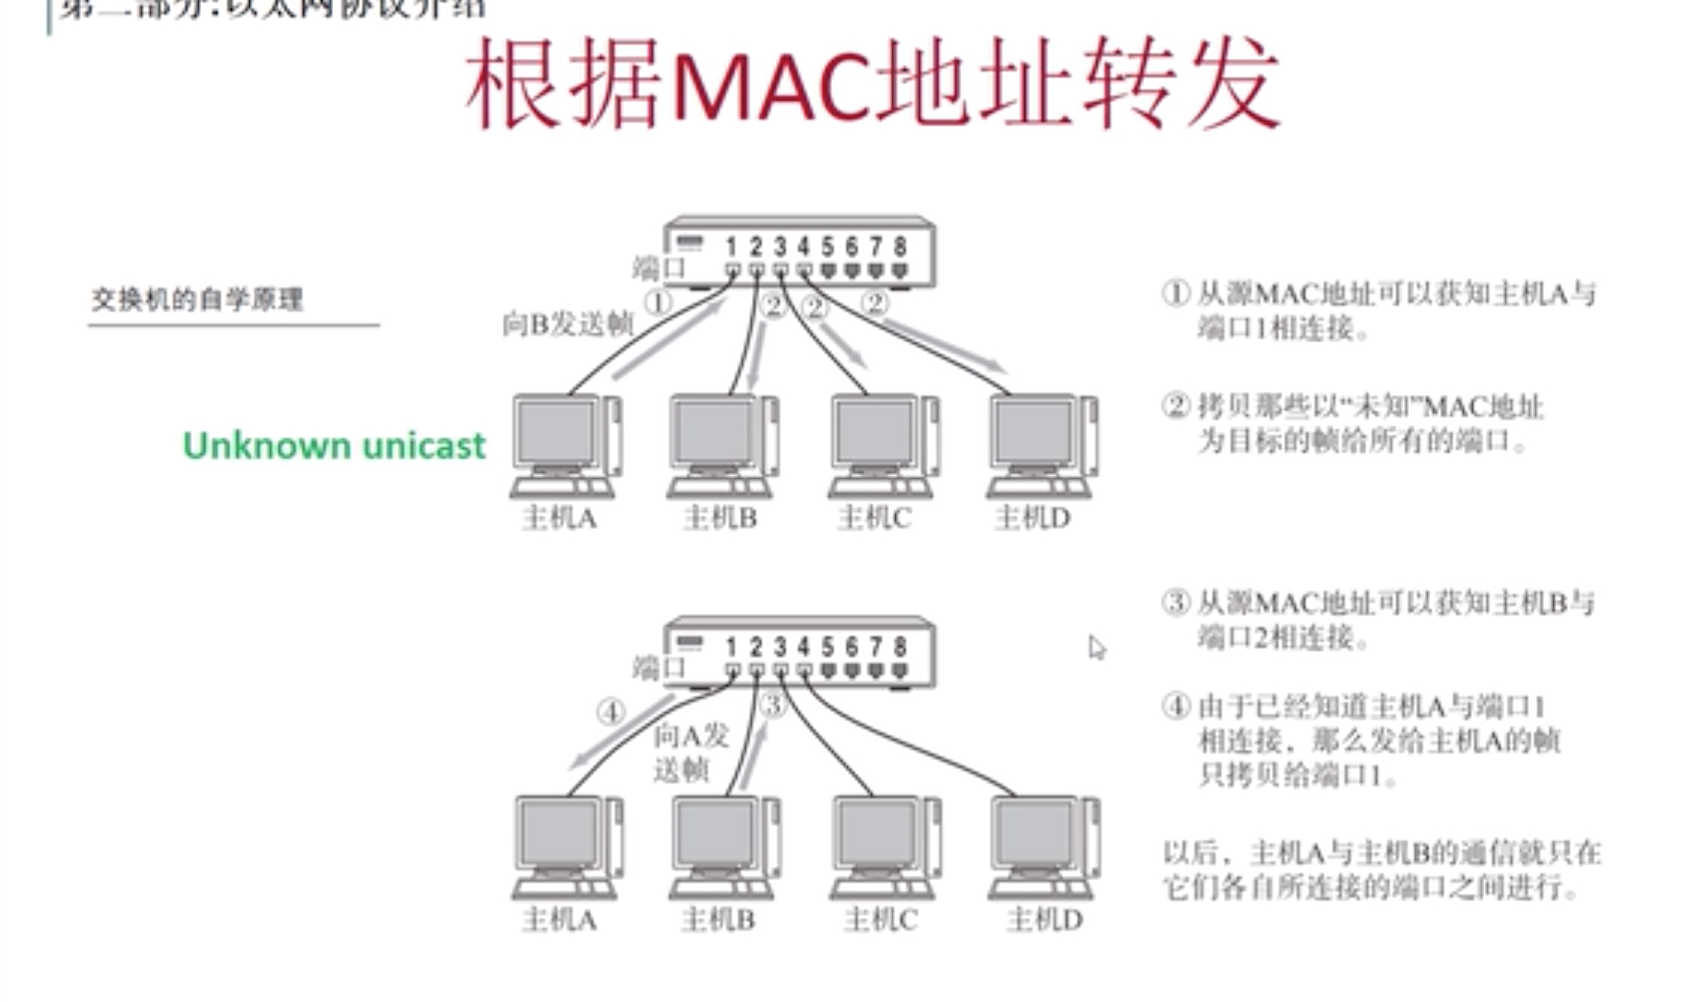 第二部分:以太网协议介绍
根据MAC地址转发
1 2 3 4 5 6 7 8
端口
交换机的自学原理
①
②
②
②
向B发送帧
① 从源MAC地址可以获知主机A与
端口1相连接。
② 拷贝那些以“未知”MAC地址
为目标的帧给所有的端口。
Unknown unicast
主机A
主机B
主机C
主机D
1 2 3 4 5 6 7 8
端口
④
③
向A发
送帧
③ 从源MAC地址可以获知主机B与
端口2相连接。
④ 由于已经知道主机A与端口1
相连接，那么发给主机A的帧
只拷贝给端口1。
以后，主机A与主机B的通信就只在
它们各自所连接的端口之间进行。
主机A
主机B
主机C
主机D